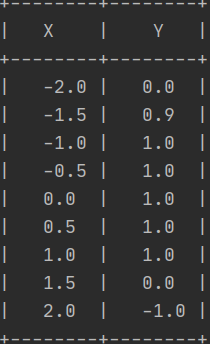 +--------+--------+
|   X    |   Y    |
+--------+--------+
|   -2.0 |   0.0  |
|   -1.5 |   0.9  |
|   -1.0 |   1.0  |
|   -0.5 |   1.0  |
|   0.0  |   1.0  |
|   0.5  |   1.0  |
|   1.0  |   1.0  |
|   1.5  |   0.0  |
|   2.0  |   -1.0 |
+--------+--------+